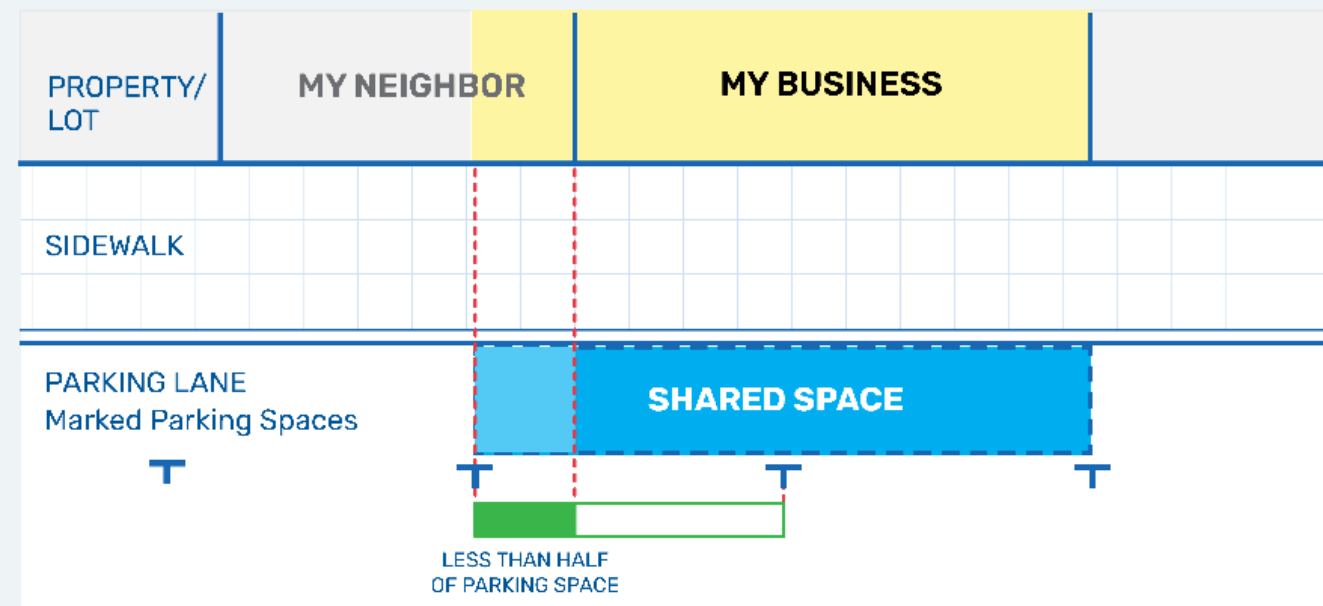 PROPERTY/
LOT
MY NEIGHBOR
MY BUSINESS
SIDEWALK
PARKING LANE
Marked Parking Spaces
SHARED SPACE
LESS THAN HALF
OF PARKING SPACE